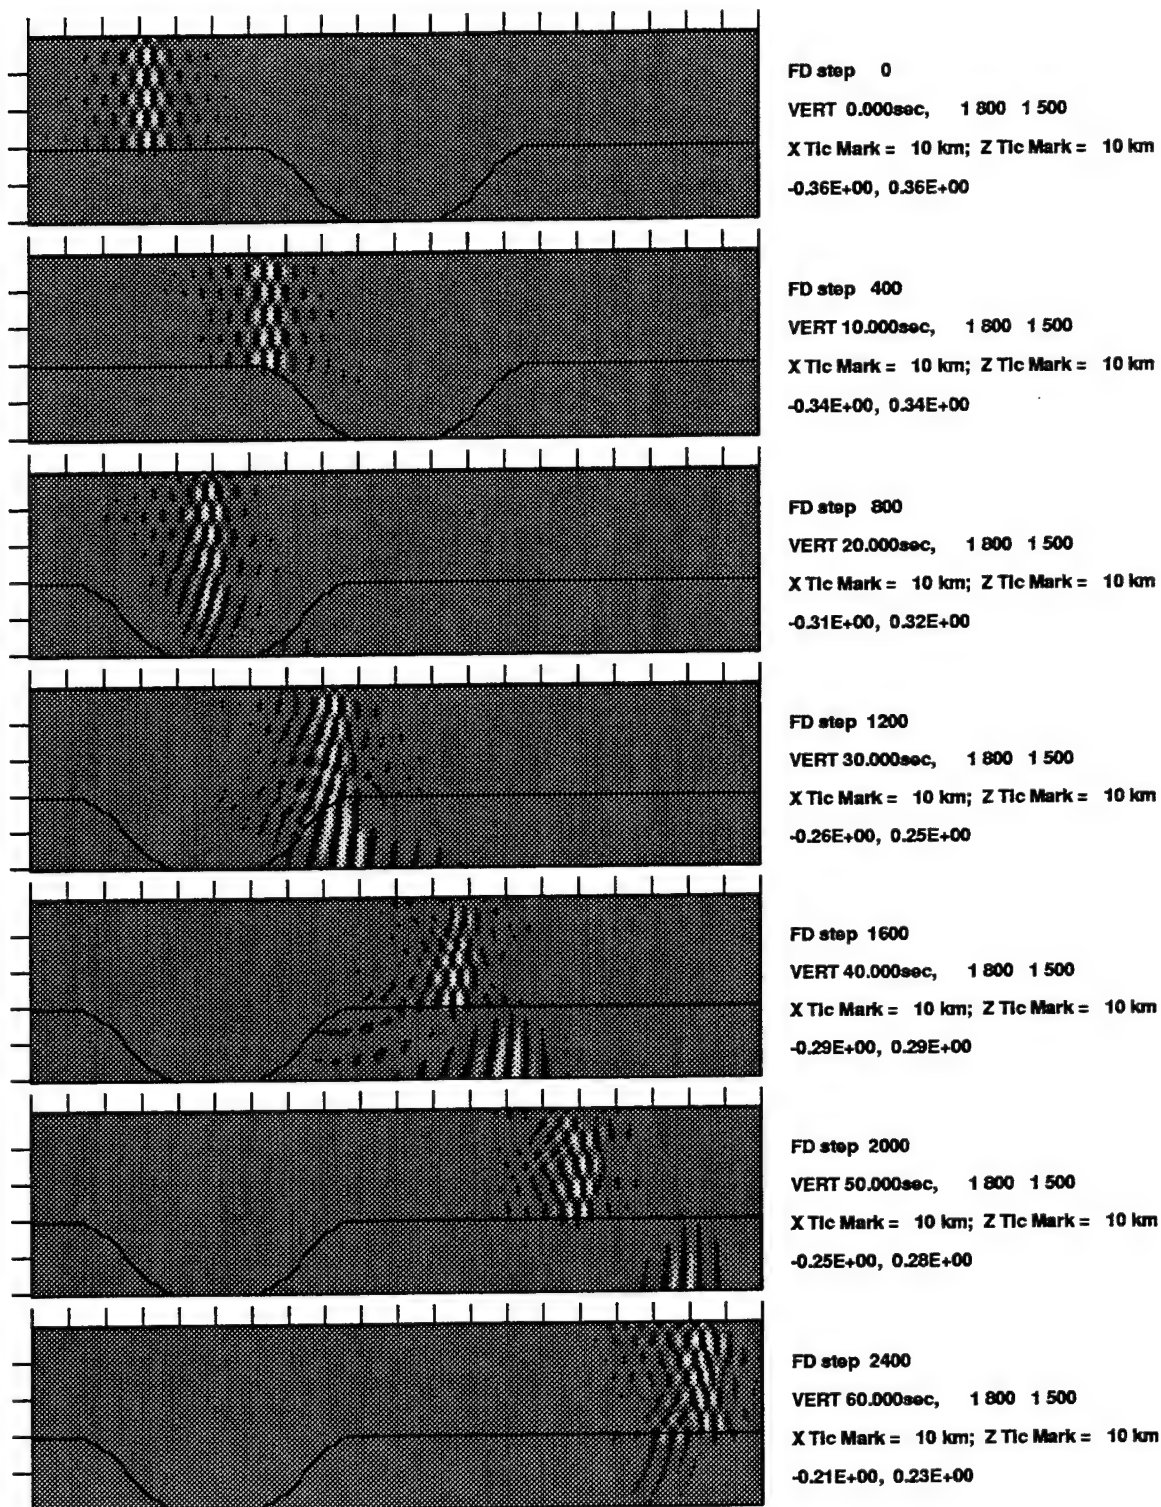 FD step 0
VERT 0.000sec, 1 800 1 500
X Tic Mark = 10 km; Z Tic Mark = 10 km
-0.36E+00, 0.36E+00
FD step 400
VERT 10.000sec, 1 800 1 500
X Tic Mark = 10 km; Z Tic Mark = 10 km
-0.34E+00, 0.34E+00
FD step 800
VERT 20.000sec, 1 800 1 500
X Tic Mark = 10 km; Z Tic Mark = 10 km
-0.31E+00, 0.32E+00
FD step 1200
VERT 30.000sec, 1 800 1 500
X Tic Mark = 10 km; Z Tic Mark = 10 km
-0.26E+00, 0.25E+00
FD step 1600
VERT 40.000sec, 1 800 1 500
X Tic Mark = 10 km; Z Tic Mark = 10 km
-0.29E+00, 0.29E+00
FD step 2000
VERT 50.000sec, 1 800 1 500
X Tic Mark = 10 km; Z Tic Mark = 10 km
-0.25E+00, 0.28E+00
FD step 2400
VERT 60.000sec, 1 800 1 500
X Tic Mark = 10 km; Z Tic Mark = 10 km
-0.21E+00, 0.23E+00